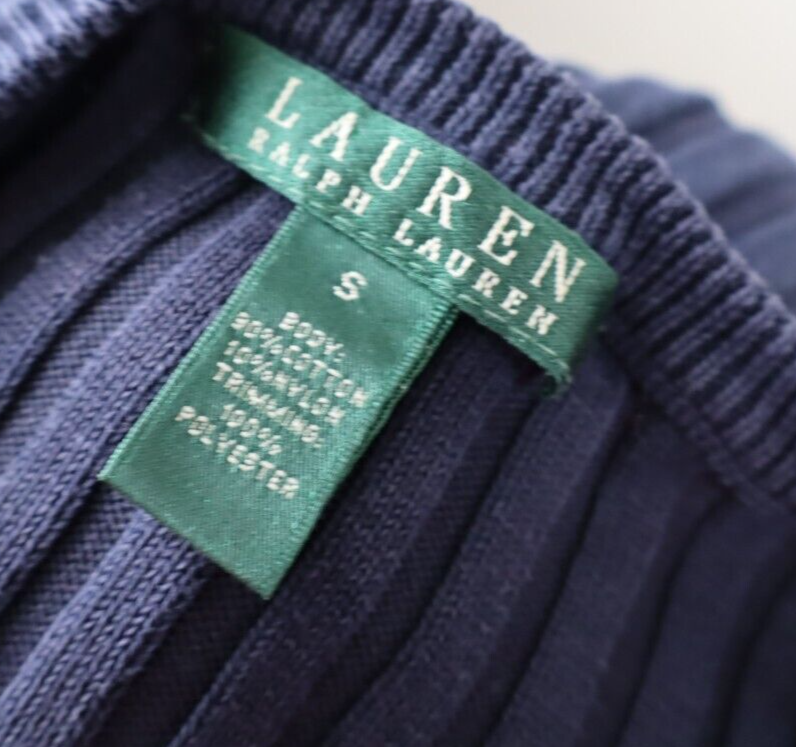 LAUREN
RALPH LAUREN
S
BODY:
90% COTTON
10% NYLON
TRIMMING:
100%
POLYESTER